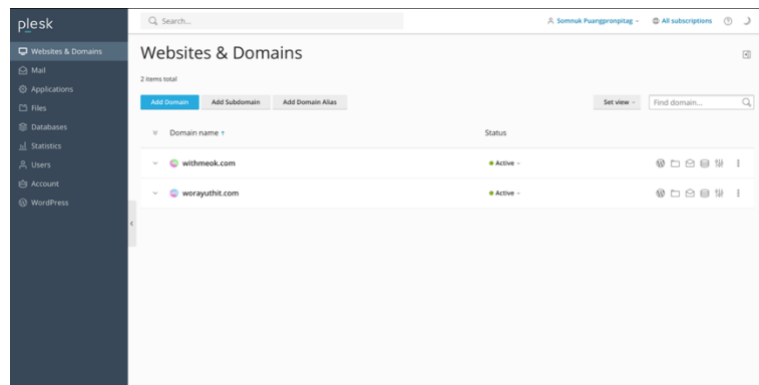 plesk
Search...
Somnuk Puangpronpitag
All subscriptions
Websites & Domains
Mail
Applications
Files
Databases
Statistics
Users
Account
WordPress
Websites & Domains
2 items total
Add Domain Add Subdomain Add Domain Alias Set view Find domain...
Domain name Status
withmeok.com Active
worayuthit.com Active